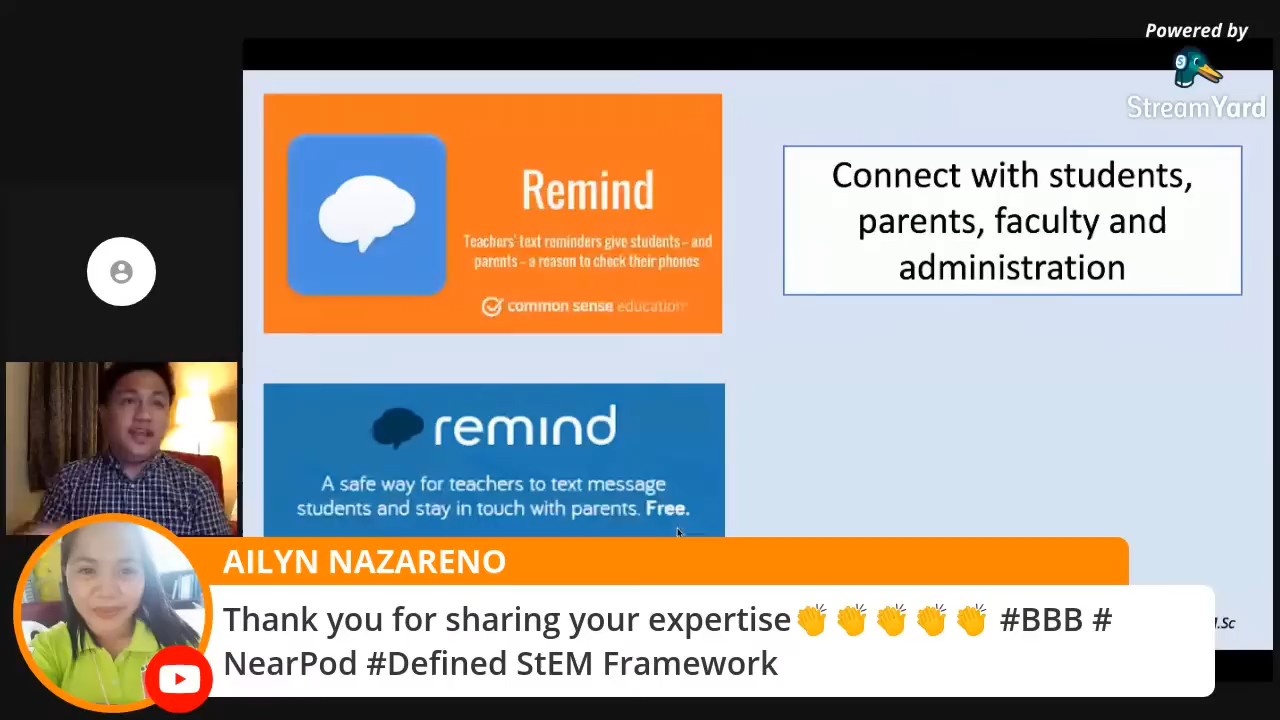 Powered by
StreamYard
Remind
Teachers' text reminders give students – and
parents – a reason to check their phones
common sense education
Connect with students,
parents, faculty and
administration
remind
A safe way for teachers to text message
students and stay in touch with parents. Free.
AILYN NAZARENO
Thank you for sharing your expertise👏👏👏👏👏 #BBB #
NearPod #Defined StEM Framework